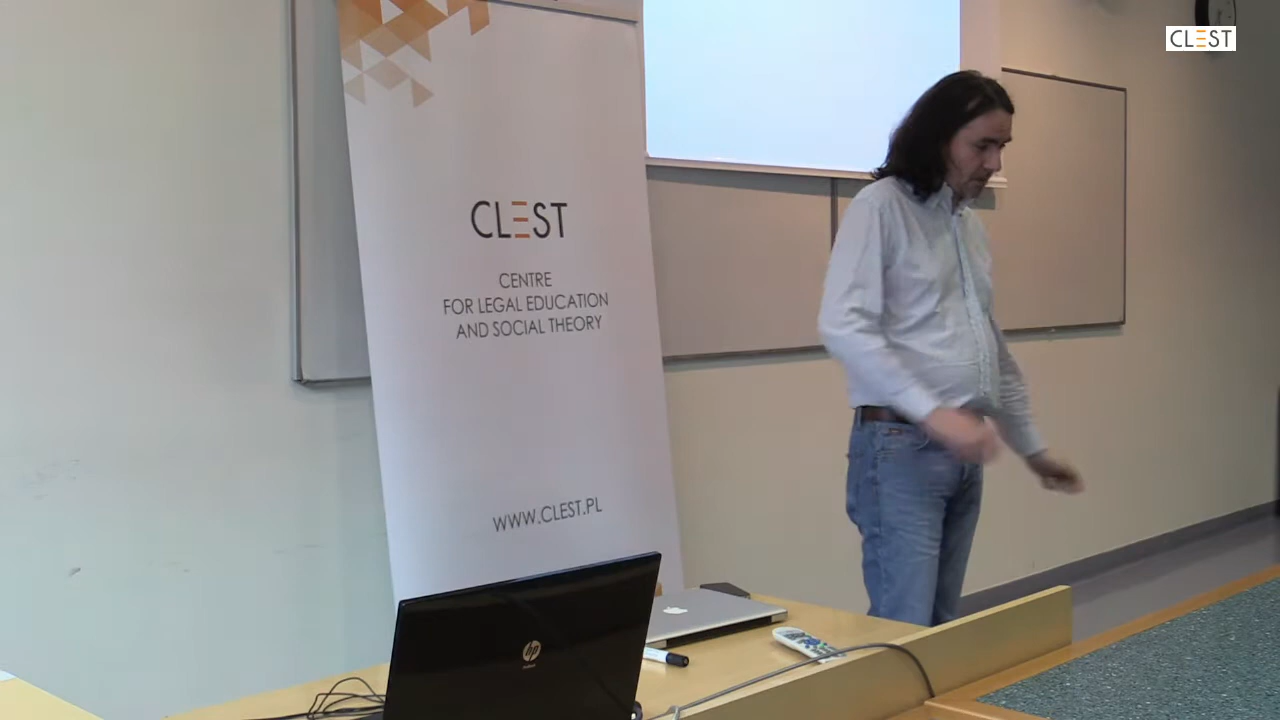 CLEST
CLEST
CENTRE
FOR LEGAL EDUCATION
AND SOCIAL THEORY
WWW.CLEST.PL
hp